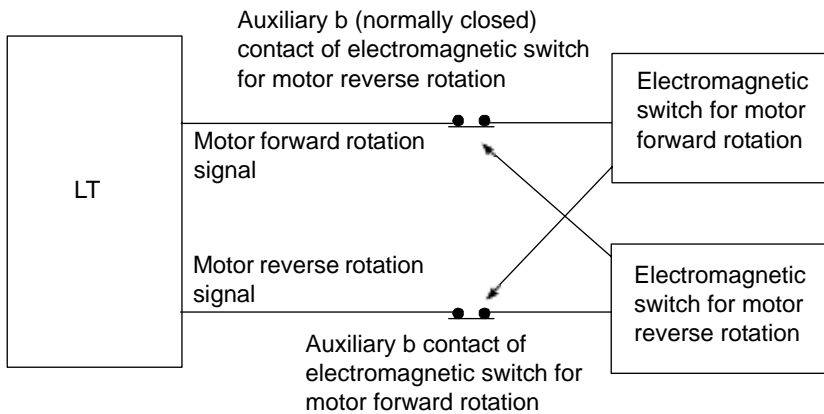 Auxiliary b (normally closed)
contact of electromagnetic switch
for motor reverse rotation
Electromagnetic
switch for motor
forward rotation
Motor forward rotation
signal
LT
Motor reverse rotation
signal
Electromagnetic
switch for motor
reverse rotation
Auxiliary b contact of
electromagnetic switch for
motor forward rotation